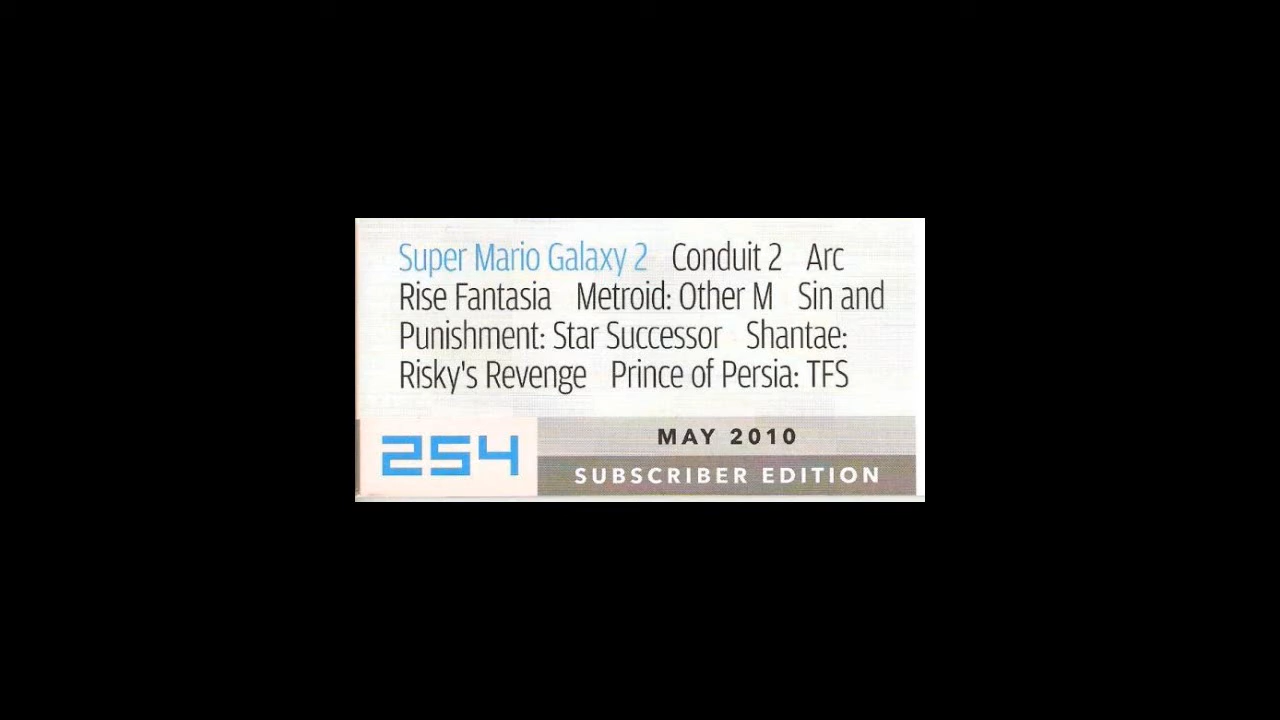 Super Mario Galaxy 2 Conduit 2 Arc
Rise Fantasia Metroid: Other M Sin and
Punishment: Star Successor Shantae:
Risky's Revenge Prince of Persia: TFS
254
MAY 2010
SUBSCRIBER EDITION